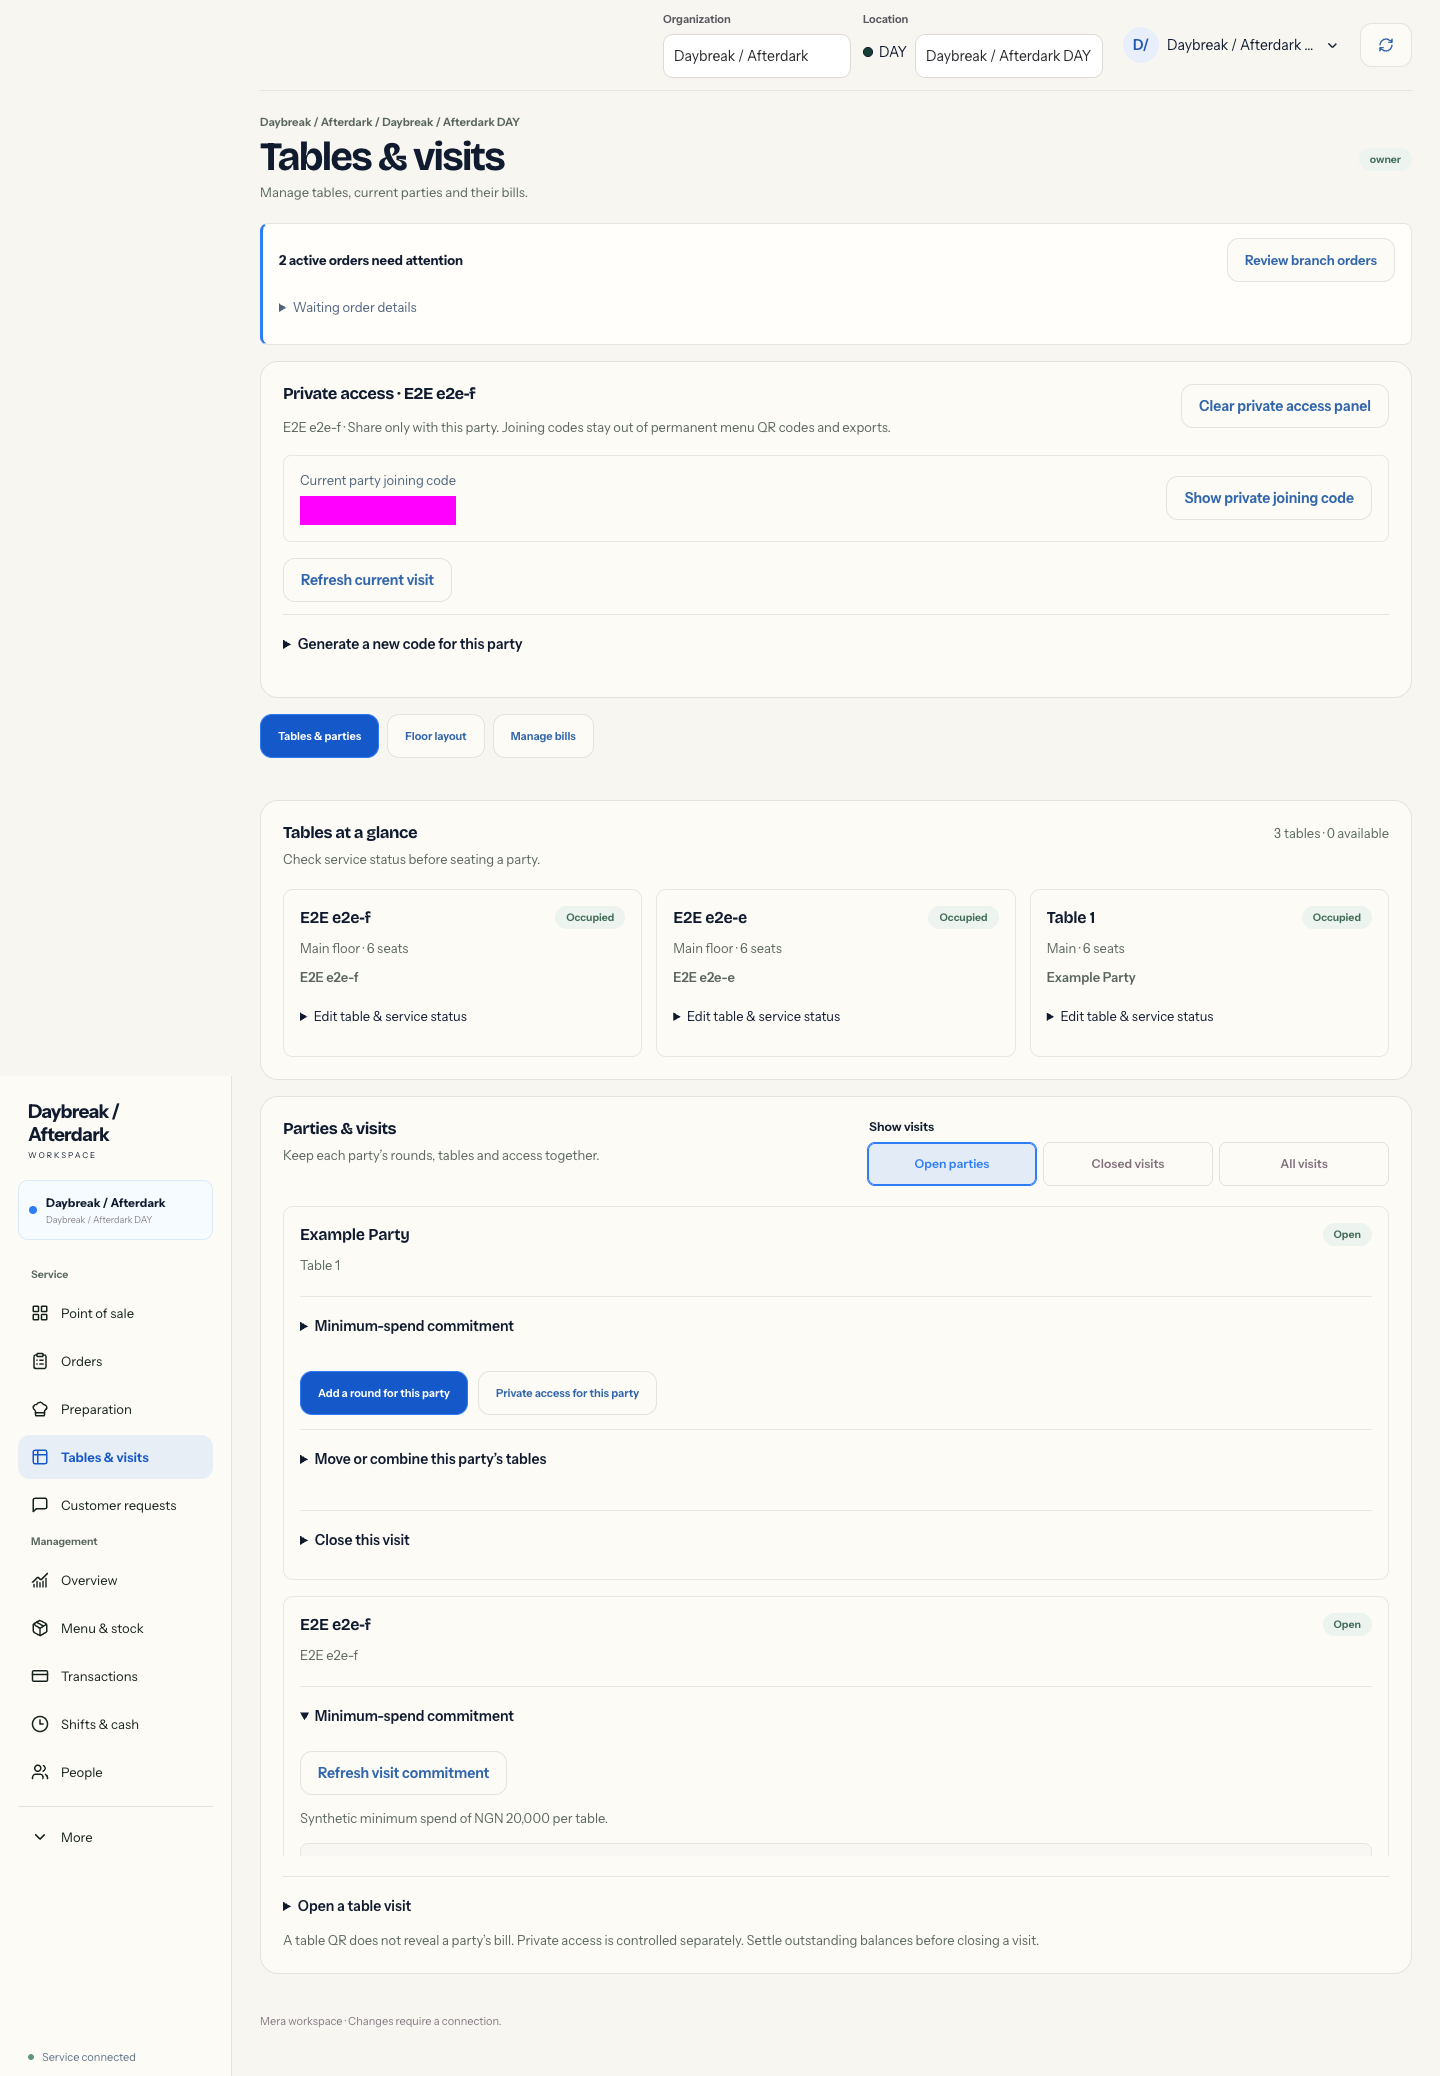 Organization
Location
Daybreak / Afterdark
DAY
Daybreak / Afterdark DAY
D/
Daybreak / Afterdark ...
Daybreak / Afterdark / Daybreak / Afterdark DAY
Tables & visits
owner
Manage tables, current parties and their bills.
2 active orders need attention
Review branch orders
Waiting order details
Private access · E2E e2e-f
Clear private access panel
E2E e2e-f · Share only with this party. Joining codes stay out of permanent menu QR codes and exports.
Current party joining code
Show private joining code
Refresh current visit
Generate a new code for this party
Tables & parties
Floor layout
Manage bills
Tables at a glance
3 tables · 0 available
Check service status before seating a party.
E2E e2e-f
Occupied
Main floor · 6 seats
E2E e2e-f
Edit table & service status
E2E e2e-e
Occupied
Main floor · 6 seats
E2E e2e-e
Edit table & service status
Table 1
Occupied
Main · 6 seats
Example Party
Edit table & service status
Daybreak /
Afterdark
WORKSPACE
Daybreak / Afterdark
Daybreak / Afterdark DAY
Service
Point of sale
Orders
Preparation
Tables & visits
Customer requests
Management
Overview
Menu & stock
Transactions
Shifts & cash
People
More
Service connected
Parties & visits
Keep each party's rounds, tables and access together.
Show visits
Open parties
Closed visits
All visits
Example Party
Open
Table 1
Minimum-spend commitment
Add a round for this party
Private access for this party
Move or combine this party's tables
Close this visit
E2E e2e-f
Open
E2E e2e-f
Minimum-spend commitment
Refresh visit commitment
Synthetic minimum spend of NGN 20,000 per table.
Open a table visit
A table QR does not reveal a party's bill. Private access is controlled separately. Settle outstanding balances before closing a visit.
Mera workspace · Changes require a connection.